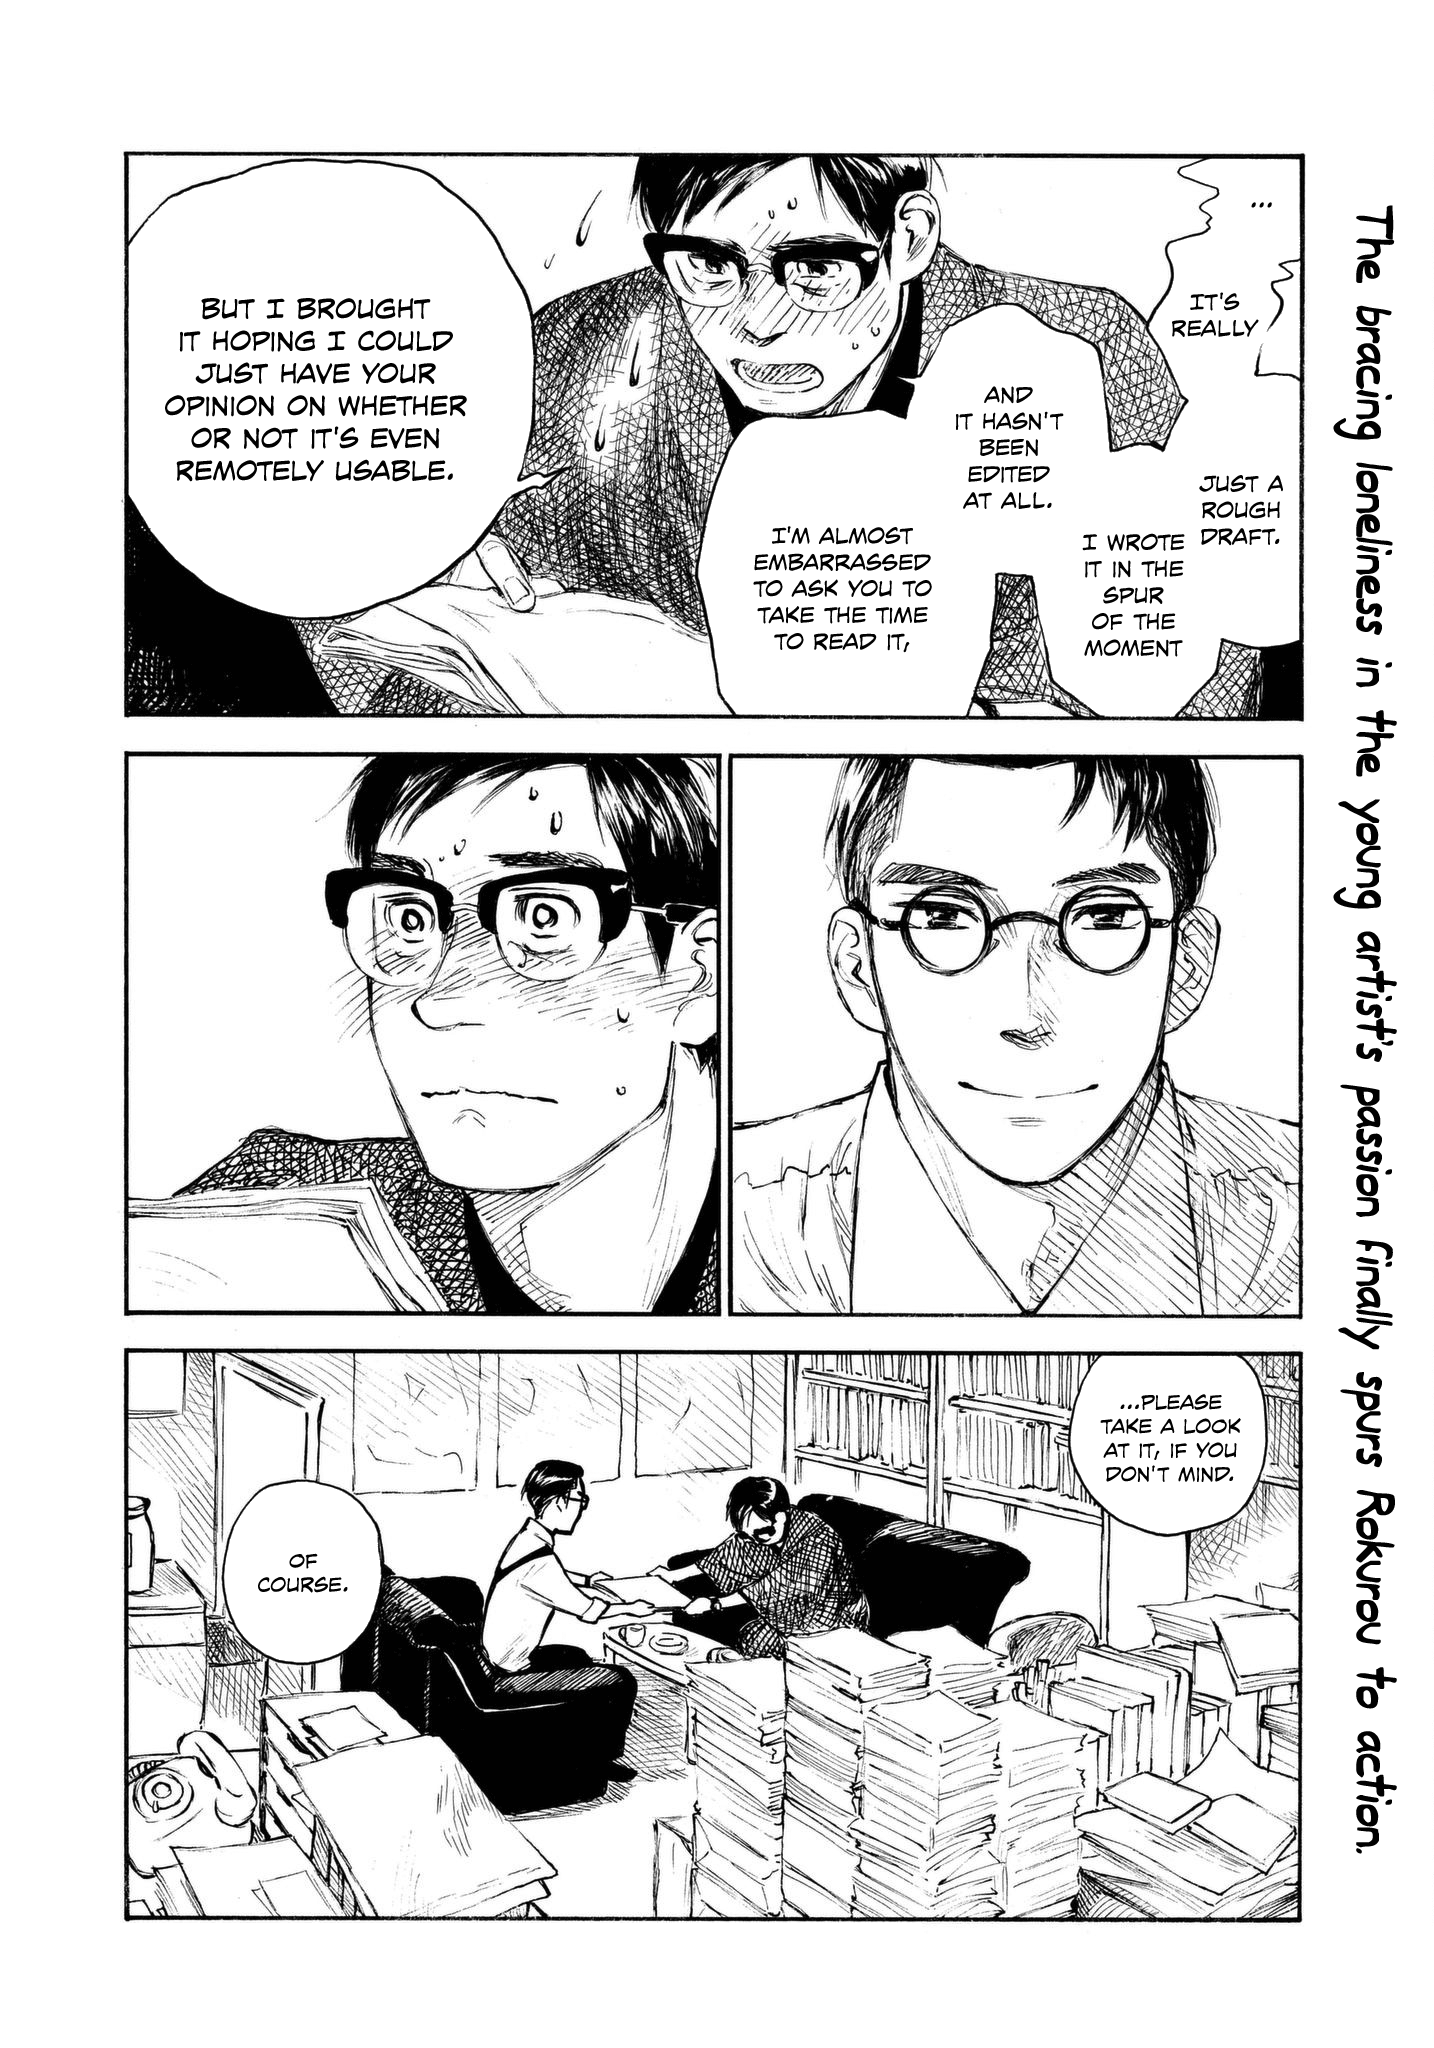 The bracing loneliness in the young artist's passion finally spurs Rokurou to action.
...
IT'S
REALLY
JUST A
ROUGH
DRAFT.
I WROTE
IT IN THE
SPUR
OF THE
MOMENT
AND
IT HASN'T
BEEN
EDITED
AT ALL.
I'M ALMOST
EMBARRASSED
TO ASK YOU TO
TAKE THE TIME
TO READ IT,
BUT I BROUGHT
IT HOPING I COULD
JUST HAVE YOUR
OPINION ON WHETHER
OR NOT IT'S EVEN
REMOTELY USABLE.
...PLEASE
TAKE A LOOK
AT IT, IF YOU
DON'T MIND.
OF
COURSE.